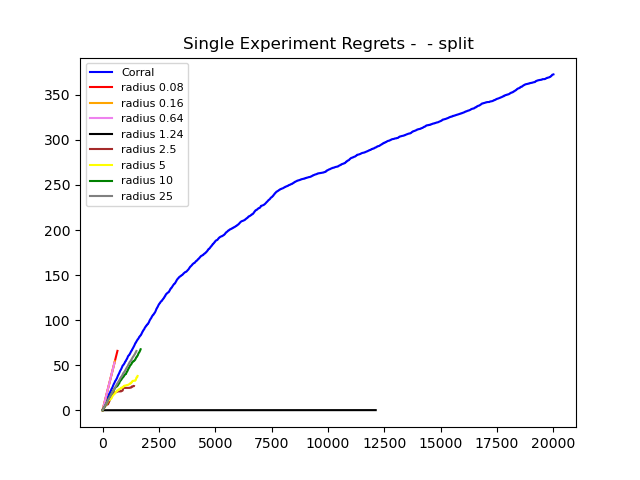 Single Experiment Regrets -  - split
Corral
radius 0.08
radius 0.16
radius 0.64
radius 1.24
radius 2.5
radius 5
radius 10
radius 25
350
300
250
200
150
100
50
0
0 2500 5000 7500 10000 12500 15000 17500 20000